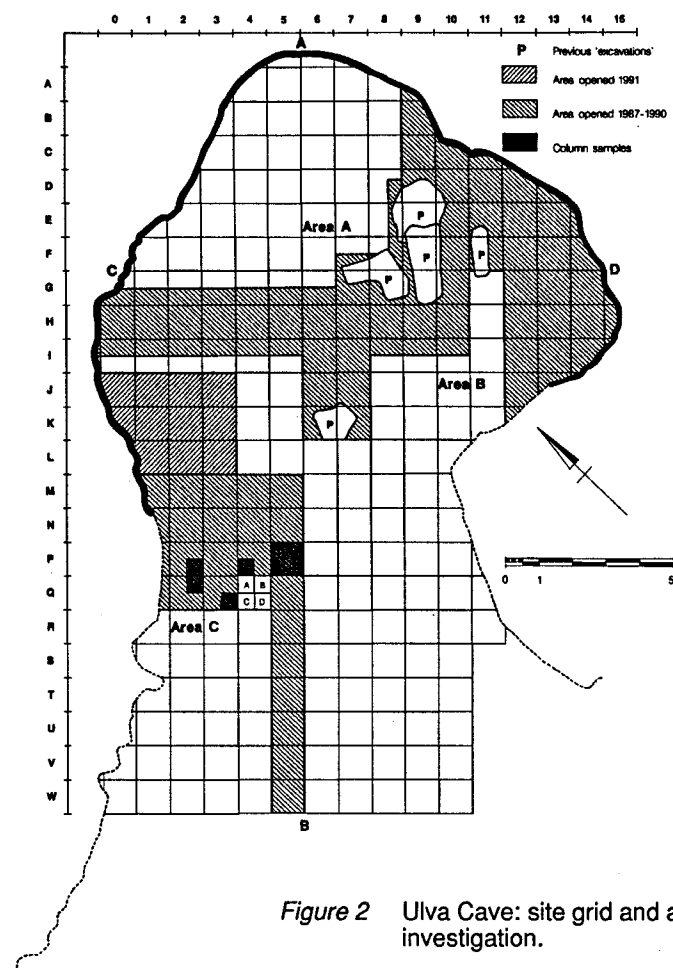 0 1 2 3 4 5 6 7 8 9 10 11 12 13 14 15
A
P Previous 'excavations'
Area opened 1991
Area opened 1987-1990
Column samples
A
B
C
D
E
F
G
H
I
J
K
L
M
N
P
Q
R
S
T
U
V
W
P
Area A
P
P
P
C
D
Area B
P
A B
C D
Area C
0 1 5
B
Figure 2 Ulva Cave: site grid and a
investigation.